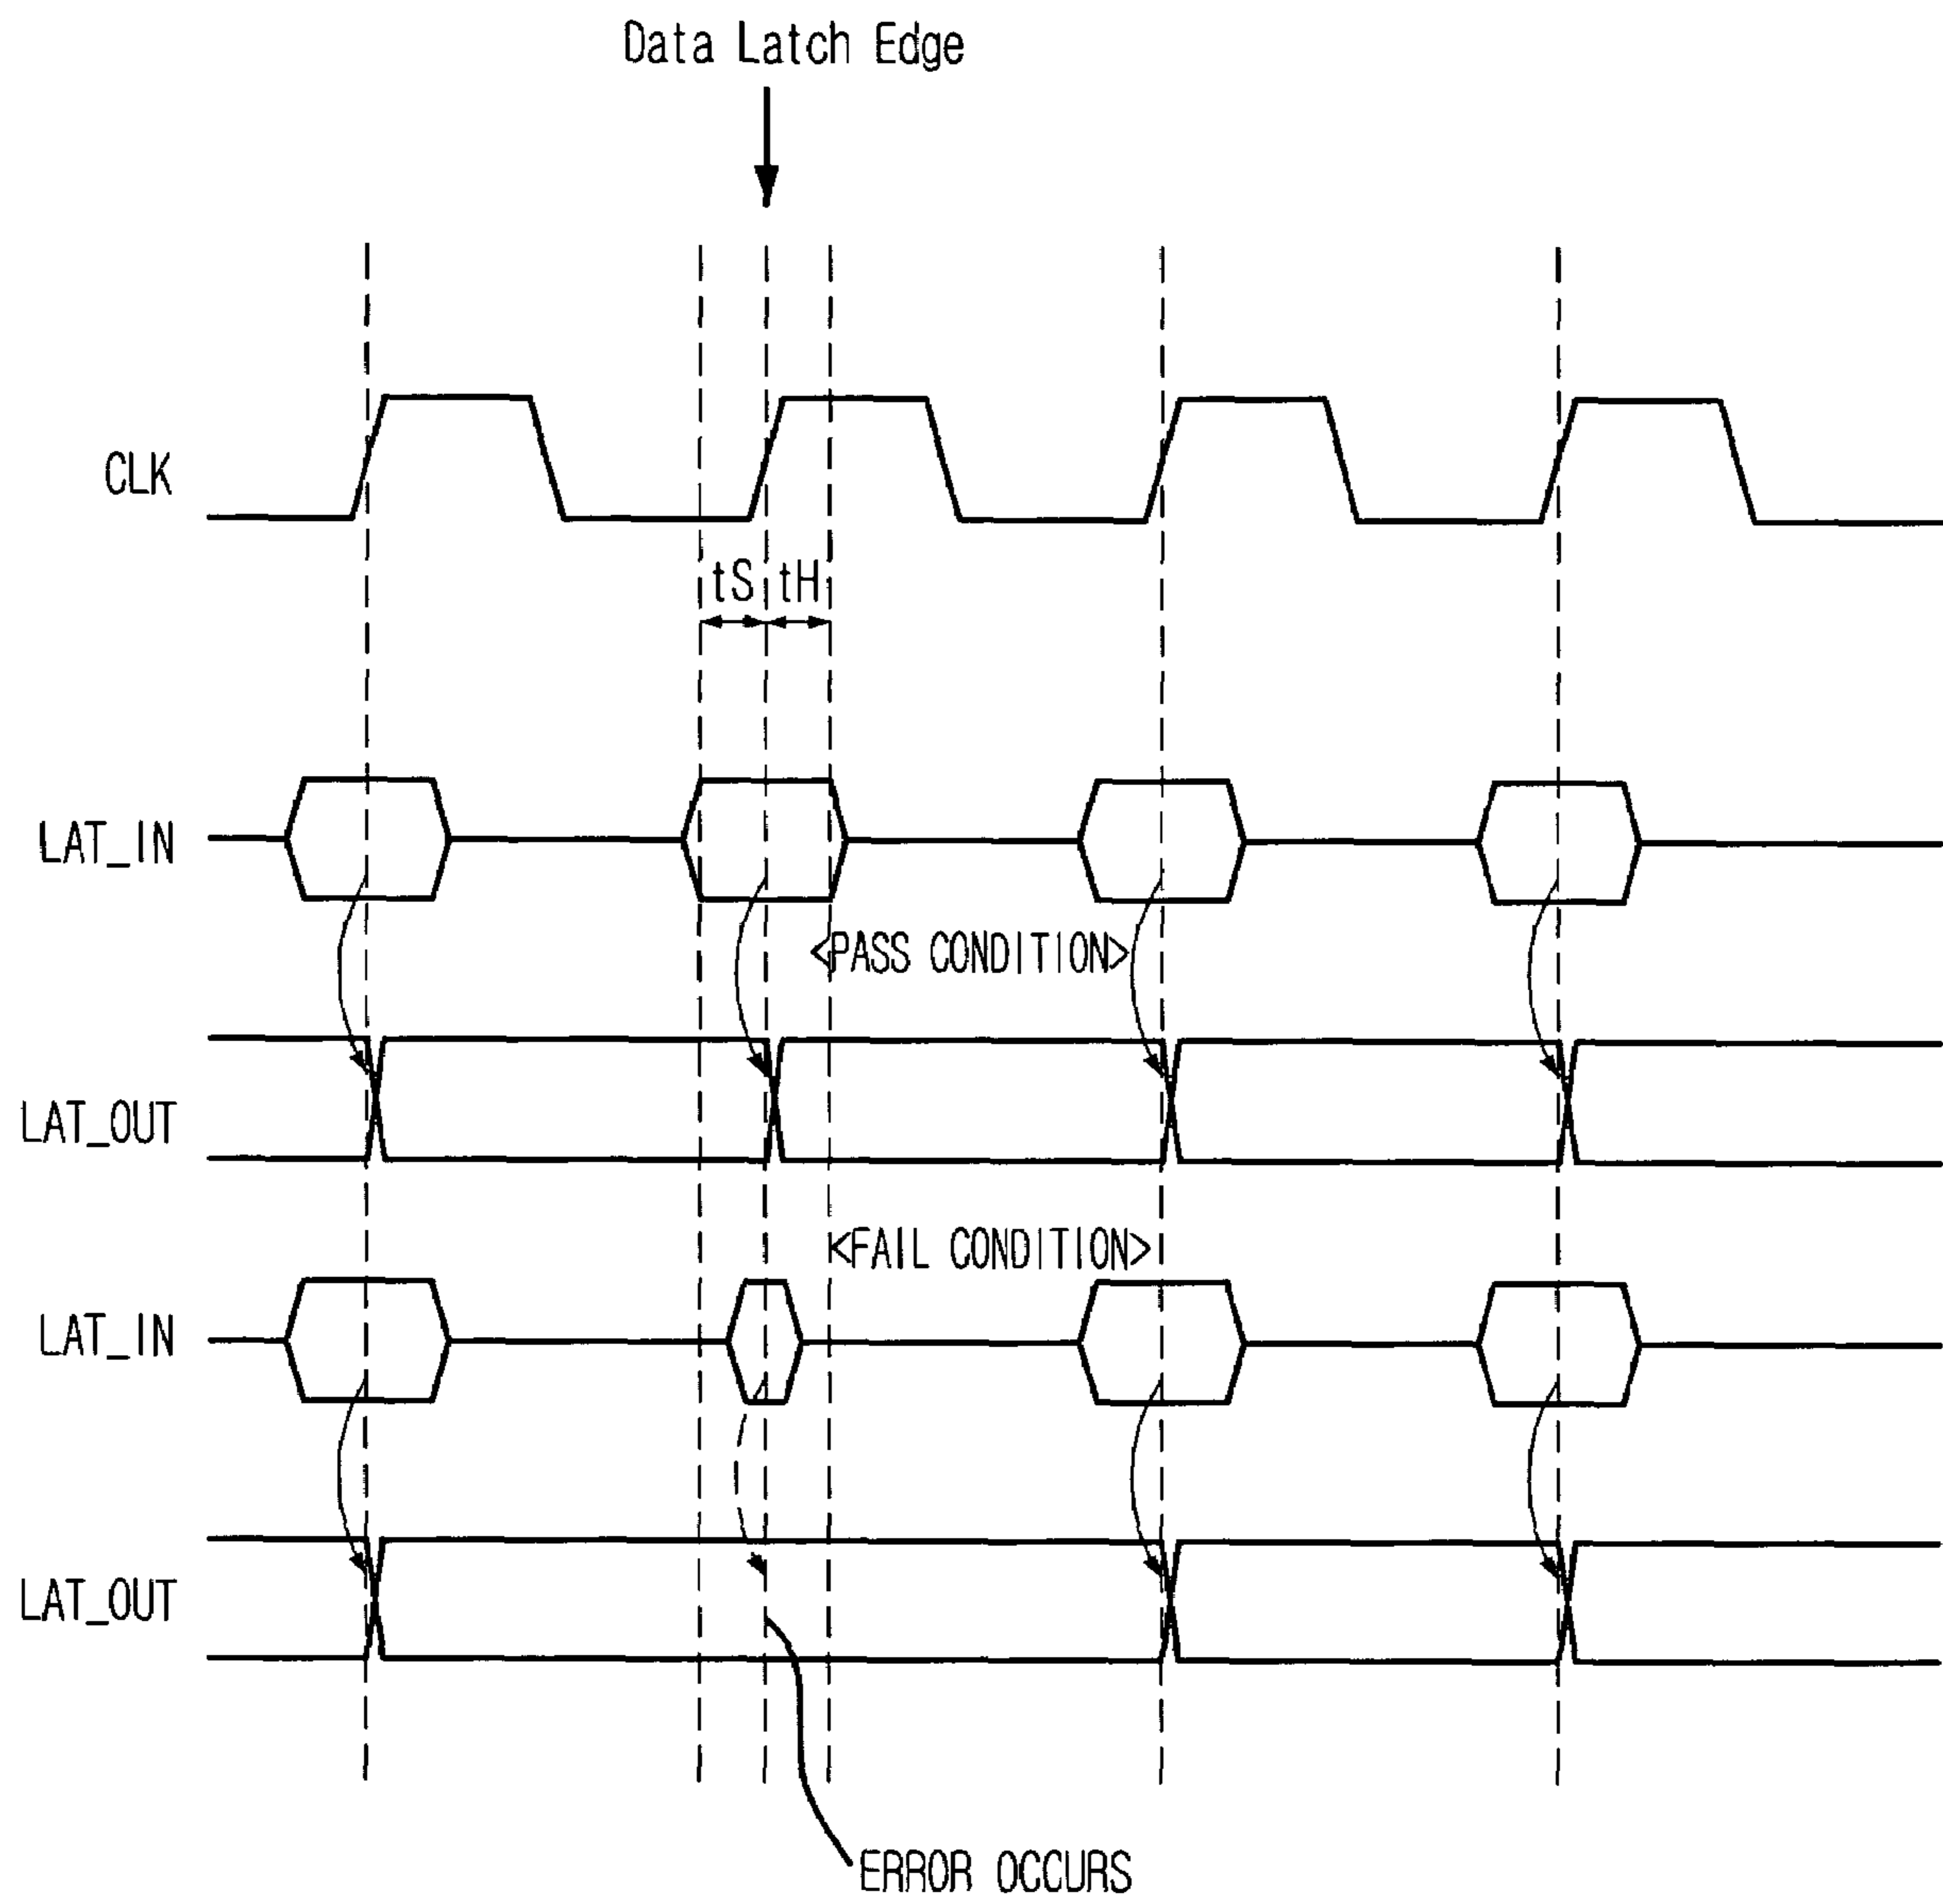 Data Latch Edge
CLK
tS tH
LAT_IN
<PASS CONDITION>
LAT_OUT
<FAIL CONDITION>
LAT_IN
LAT_OUT
ERROR OCCURS